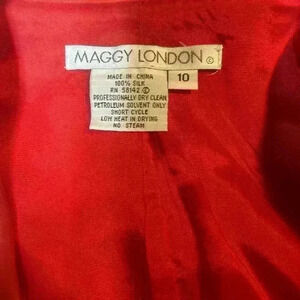 MAGGY LONDON ©
10
MADE IN CHINA
100% SILK
RN 58142 Ⓒ
PROFESSIONALLY DRY CLEAN
PETROLEUM SOLVENT ONLY
SHORT CYCLE
LOW HEAT IN DRYING
NO STEAM